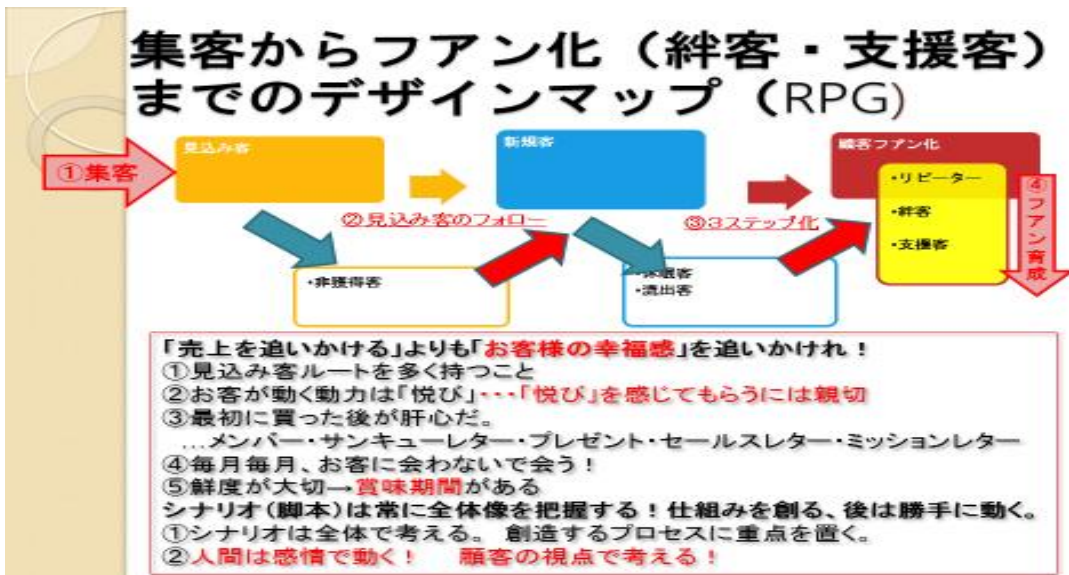 集客からフアン化（絆客・支援客）
までのデザインマップ（RPG)
見込み客
新規客
顧客フアン化
①集客
・リピーター
・絆客
・支援客
④フアン育成
②見込み客のフォロー
③3ステップ化
・非獲得客
・休眠客
・流出客
「売上を追いかける」よりも「お客様の幸福感」を追いかけれ！
①見込み客ルートを多く持つこと
②お客が動く動力は「悦び」・・・「悦び」を感じてもらうには親切
③最初に買った後が肝心だ。
…メンバー・サンキューレター・プレゼント・セールスレター・ミッションレター
④毎月毎月、お客に会わないで会う！
⑤鮮度が大切→賞味期間がある
シナリオ（脚本）は常に全体像を把握する！仕組みを創る、後は勝手に動く。
①シナリオは全体で考える。 創造するプロセスに重点を置く。
②人間は感情で動く！ 顧客の視点で考える！